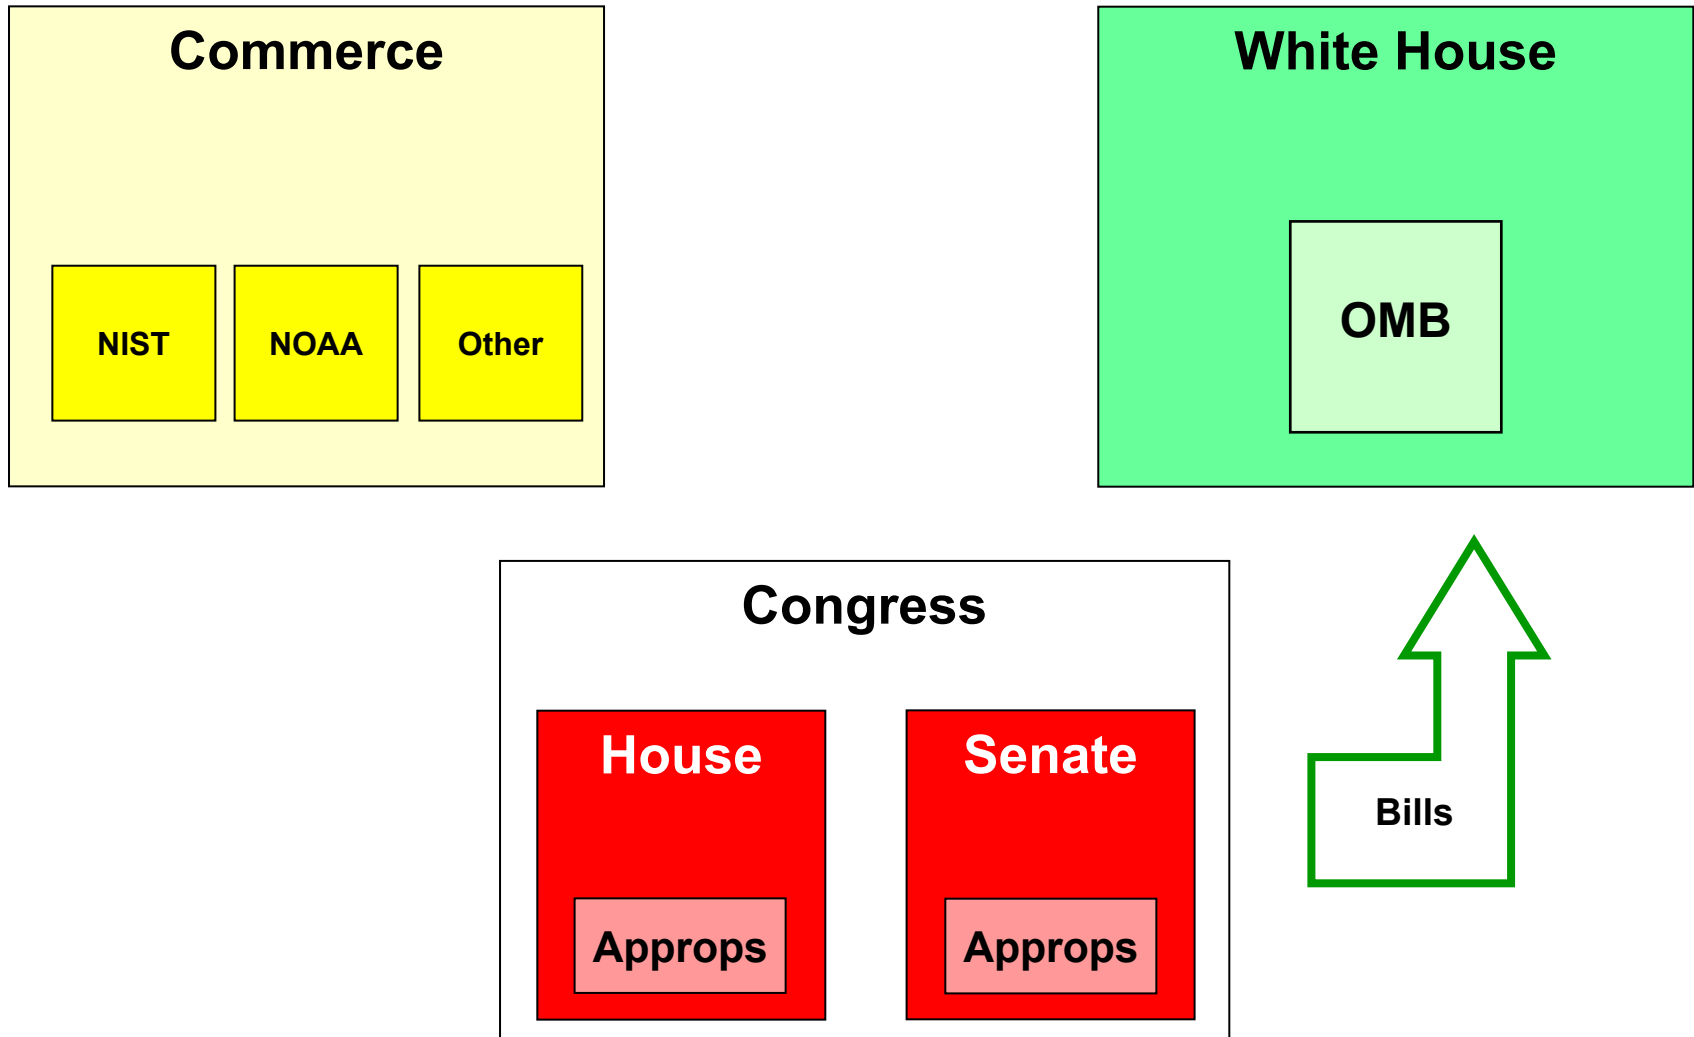 Commerce
White House
NIST
NOAA
Other
OMB
Congress
House
Senate
Bills
Approps
Approps